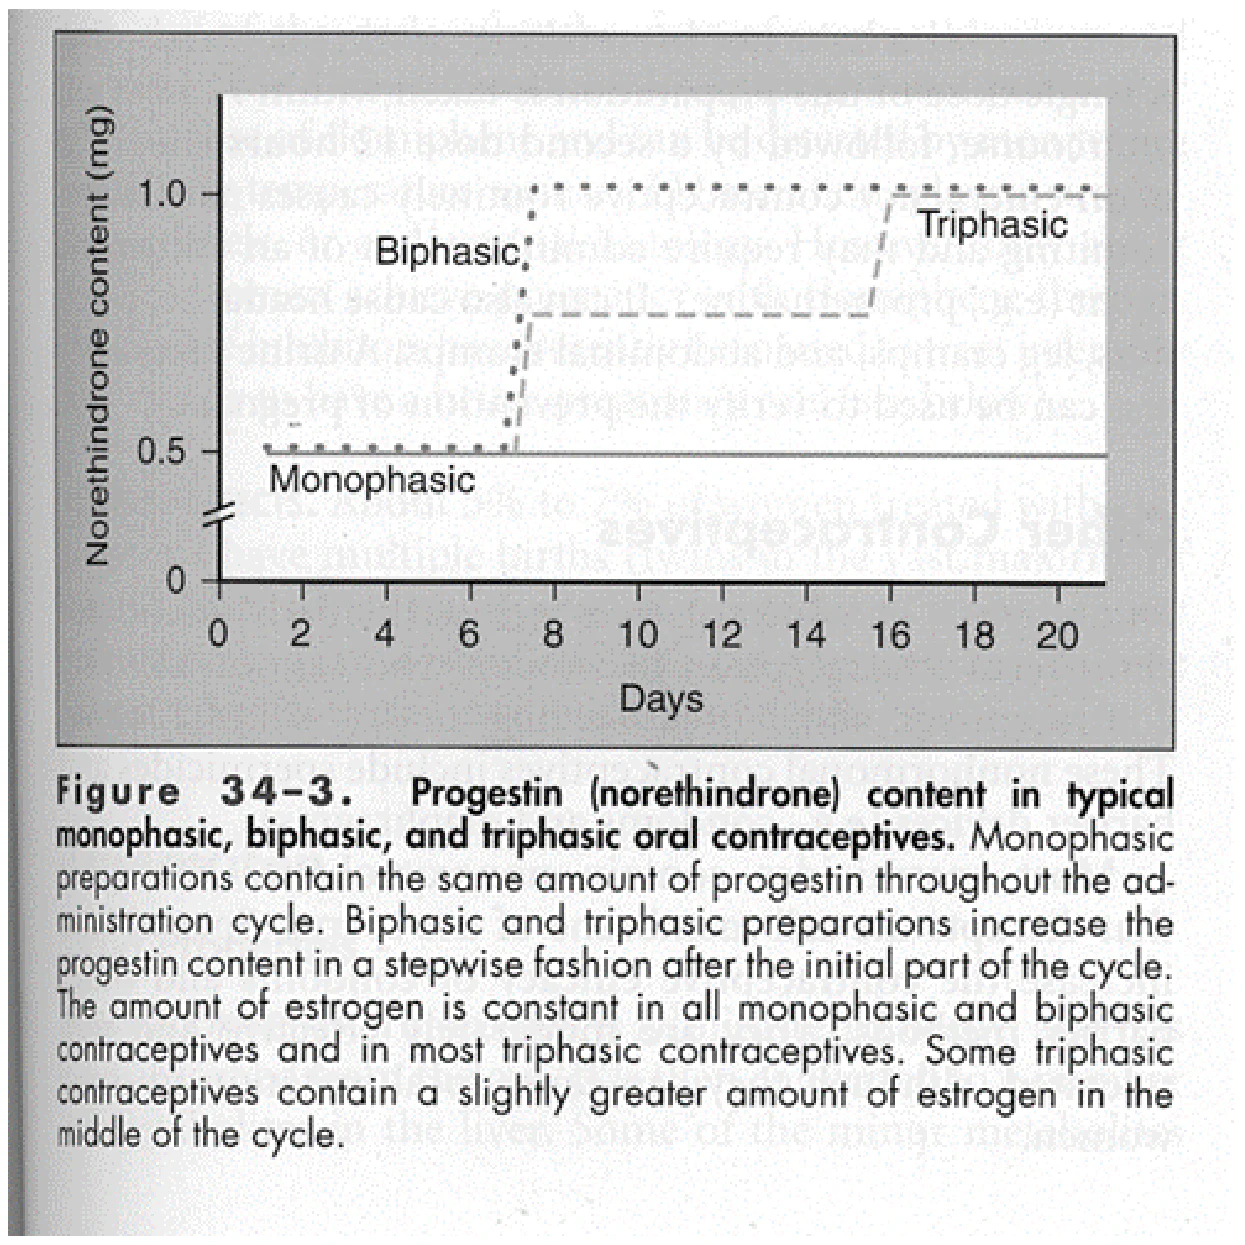 Norethindrone content (mg)
1.0
0.5
0
Biphasic
Triphasic
Monophasic
0 2 4 6 8 10 12 14 16 18 20
Days
Figure 34–3. Progestin (norethindrone) content in typical
monophasic, biphasic, and triphasic oral contraceptives. Monophasic
preparations contain the same amount of progestin throughout the ad-
ministration cycle. Biphasic and triphasic preparations increase the
progestin content in a stepwise fashion after the initial part of the cycle.
The amount of estrogen is constant in all monophasic and biphasic
contraceptives and in most triphasic contraceptives. Some triphasic
contraceptives contain a slightly greater amount of estrogen in the
middle of the cycle.